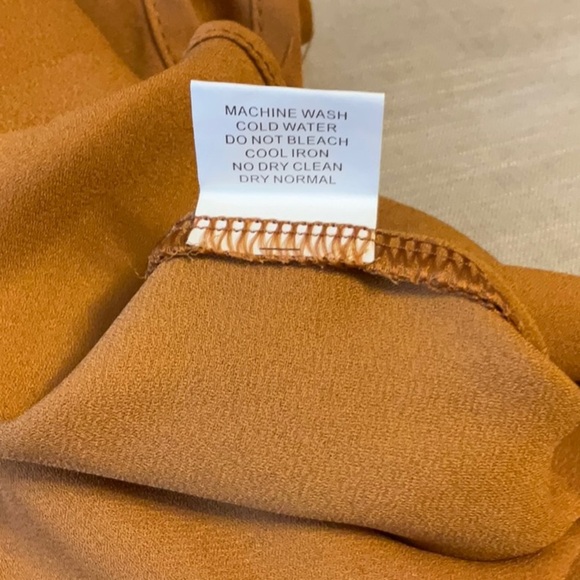 MACHINE WASH
COLD WATER
DO NOT BLEACH
COOL IRON
NO DRY CLEAN
DRY NORMAL